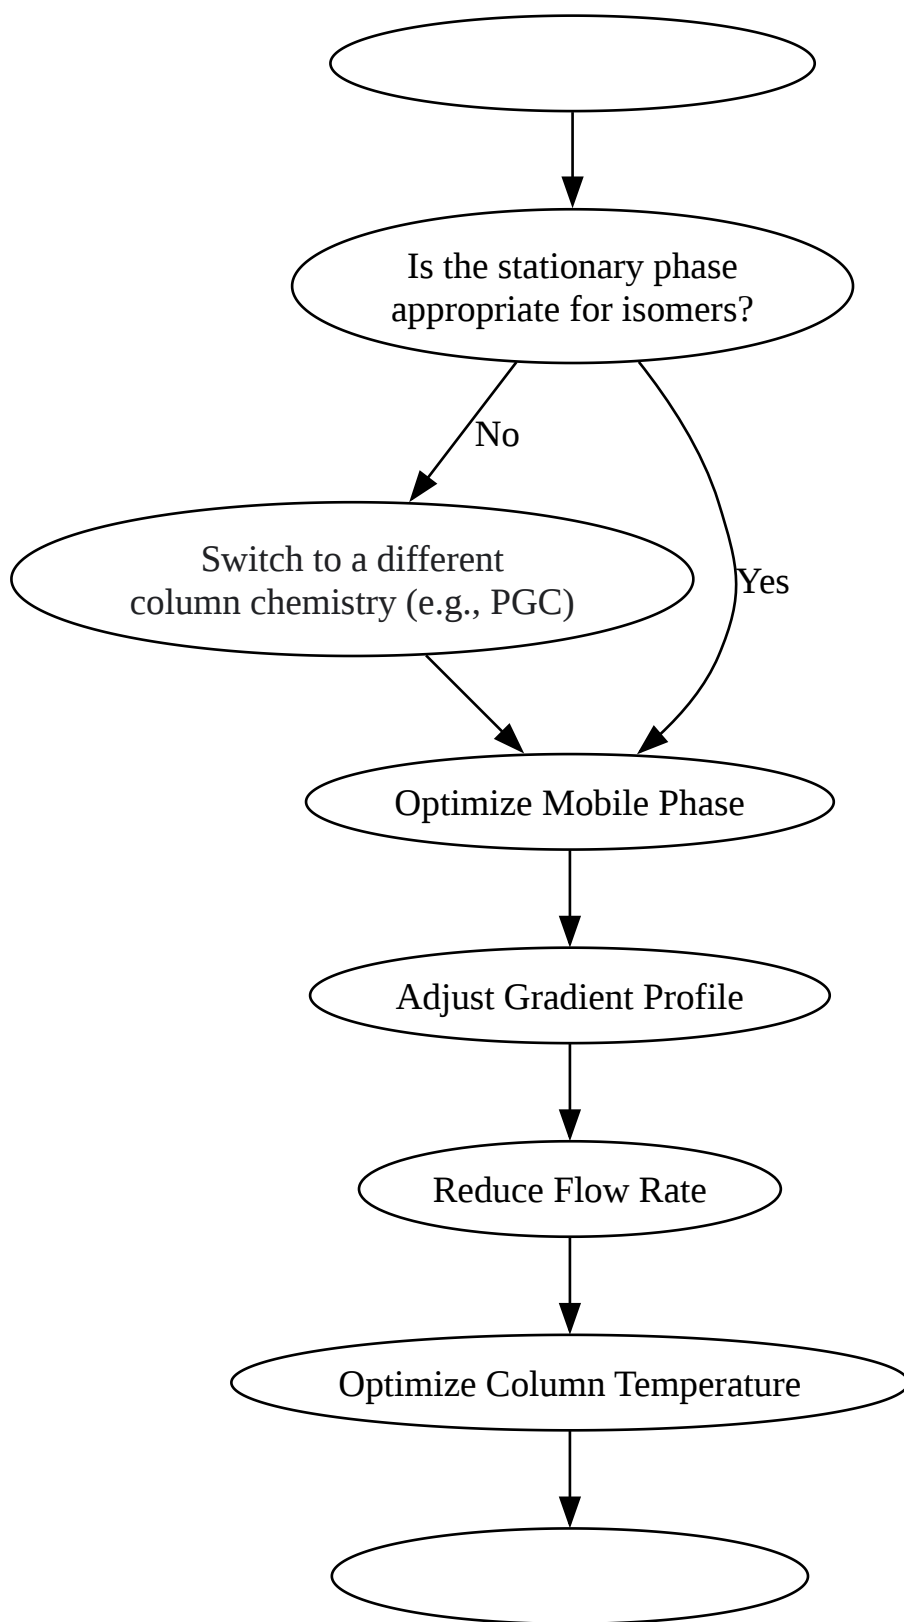 Is the stationary phase
appropriate for isomers?
No
Switch to a different
column chemistry (e.g., PGC)
Yes
Optimize Mobile Phase
Adjust Gradient Profile
Reduce Flow Rate
Optimize Column Temperature